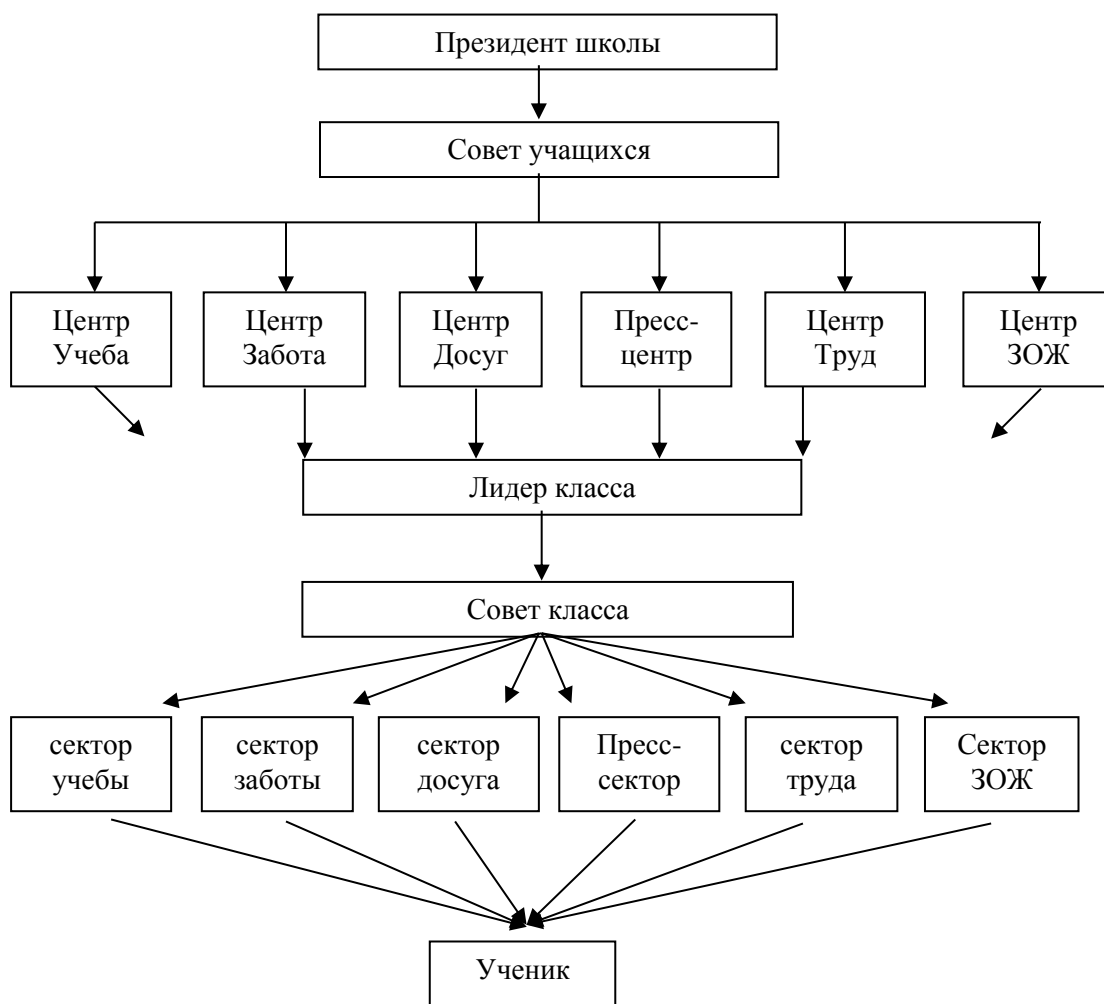 Президент школы
Совет учащихся
Центр
Учеба
Центр
Забота
Центр
Досуг
Пресс-
центр
Центр
Труд
Центр
ЗОЖ
Лидер класса
Совет класса
сектор
учебы
сектор
заботы
сектор
досуга
Пресс-
сектор
сектор
труда
Сектор
ЗОЖ
Ученик